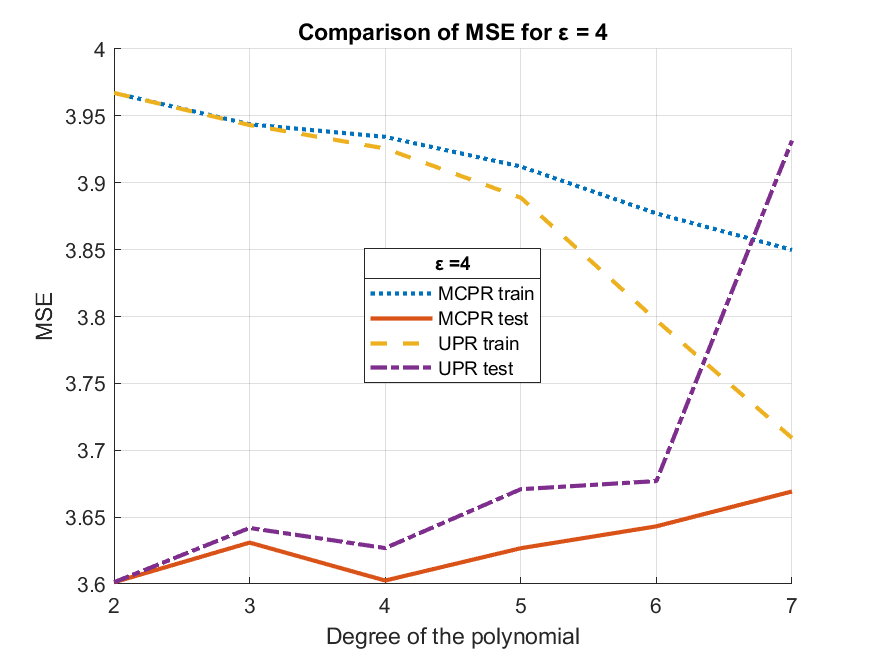 Comparison of MSE for ε = 4
4
3.95
3.9
3.85
3.8
3.75
3.7
3.65
3.6
MSE
ε =4
MCPR train
MCPR test
UPR train
UPR test
2 3 4 5 6 7
Degree of the polynomial